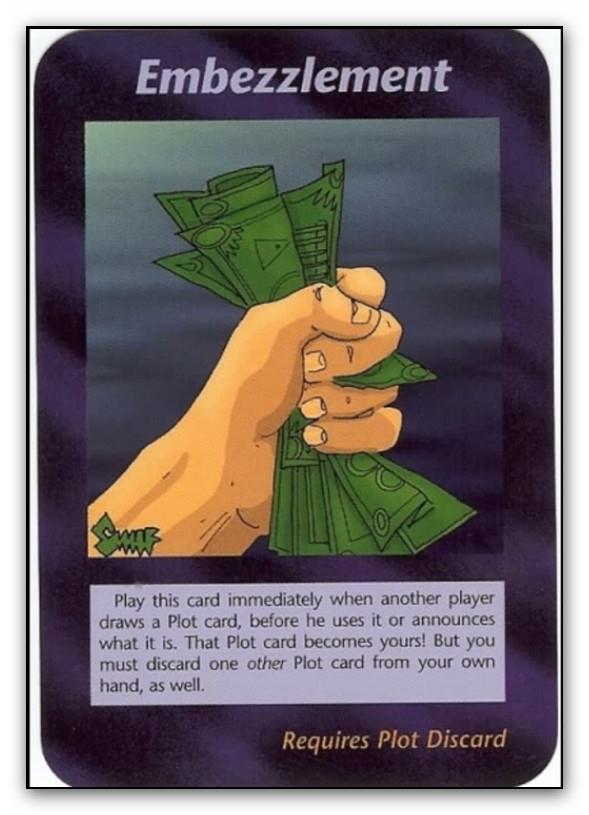 Embezzlement
Play this card immediately when another player
draws a Plot card, before he uses it or announces
what it is. That Plot card becomes yours! But you
must discard one other Plot card from your own
hand, as well.
Requires Plot Discard